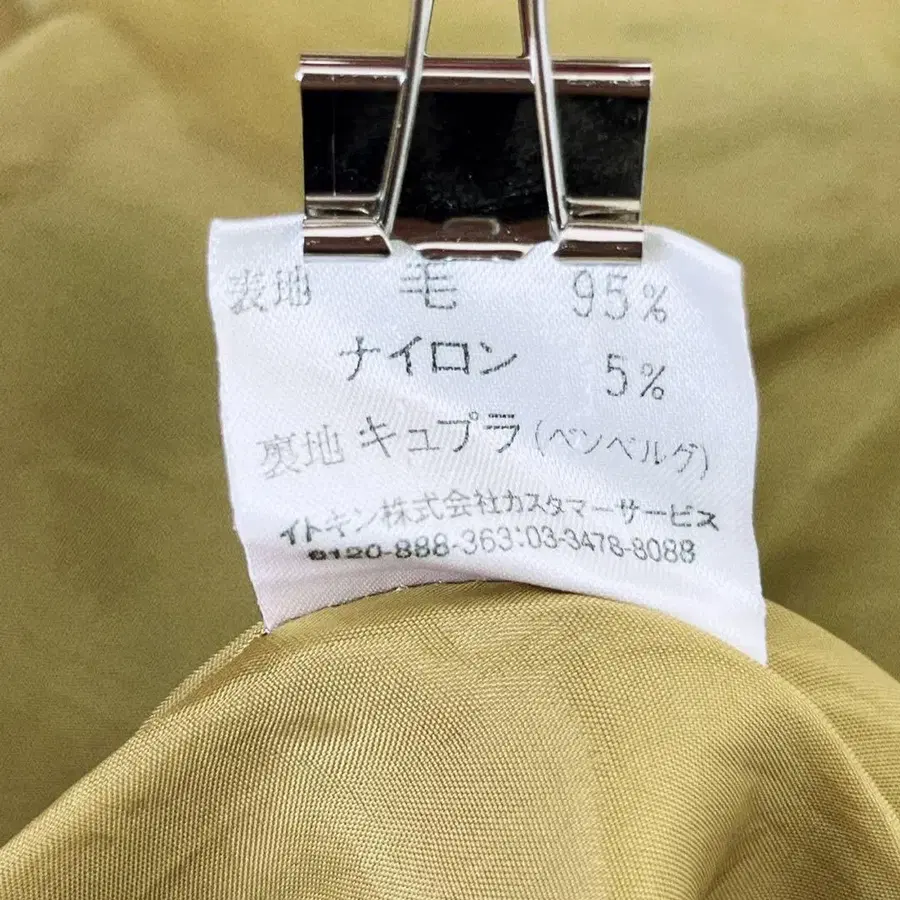 表地 毛 95%
ナイロン 5%
裏地 キュプラ(ベンベルグ)
イトキン株式会社カスタマーサービス
0120-888-363:03-3478-8088